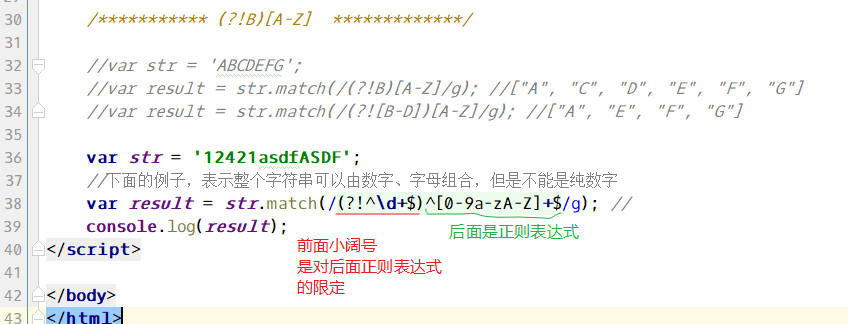 30 /*********** (?!B)[A-Z] *************/
31
32 //var str = 'ABCDEFG';
33 //var result = str.match(/(?!B)[A-Z]/g); //["A", "C", "D", "E", "F", "G"]
34 //var result = str.match(/(?![B-D])[A-Z]/g); //["A", "E", "F", "G"]
35
36 var str = '12421asdfASDF';
37 //下面的例子，表示整个字符串可以由数字、字母组合，但是不能是纯数字
38 var result = str.match(/(?!^\d+$)^[0-9a-zA-Z]+$/g); //
39 console.log(result);
后面是正则表达式
前面小阔号
是对后面正则表达式
的限定
40 </script>
41
42 </body>
43 </html>